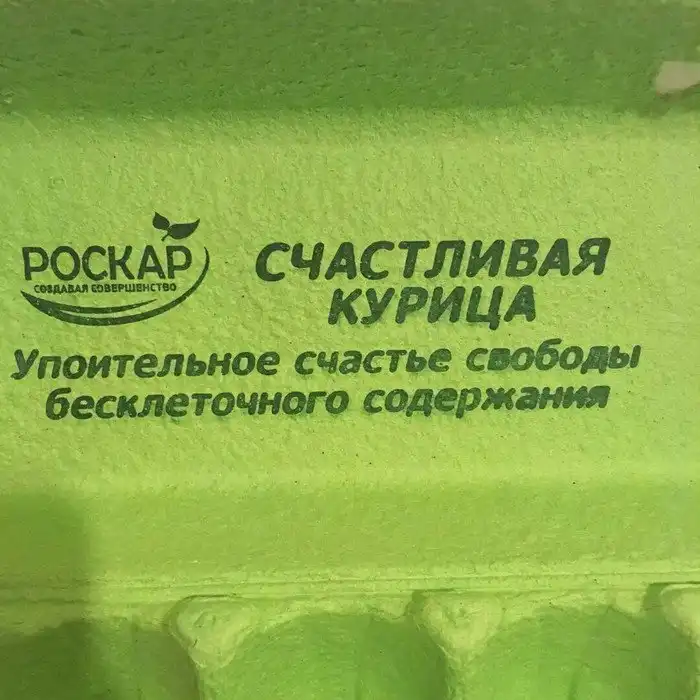 РОСКАР
СОЗДАВАЯ СОВЕРШЕНСТВО
СЧАСТЛИВАЯ
КУРИЦА
Упоительное счастье свободы
бесклеточного содержания